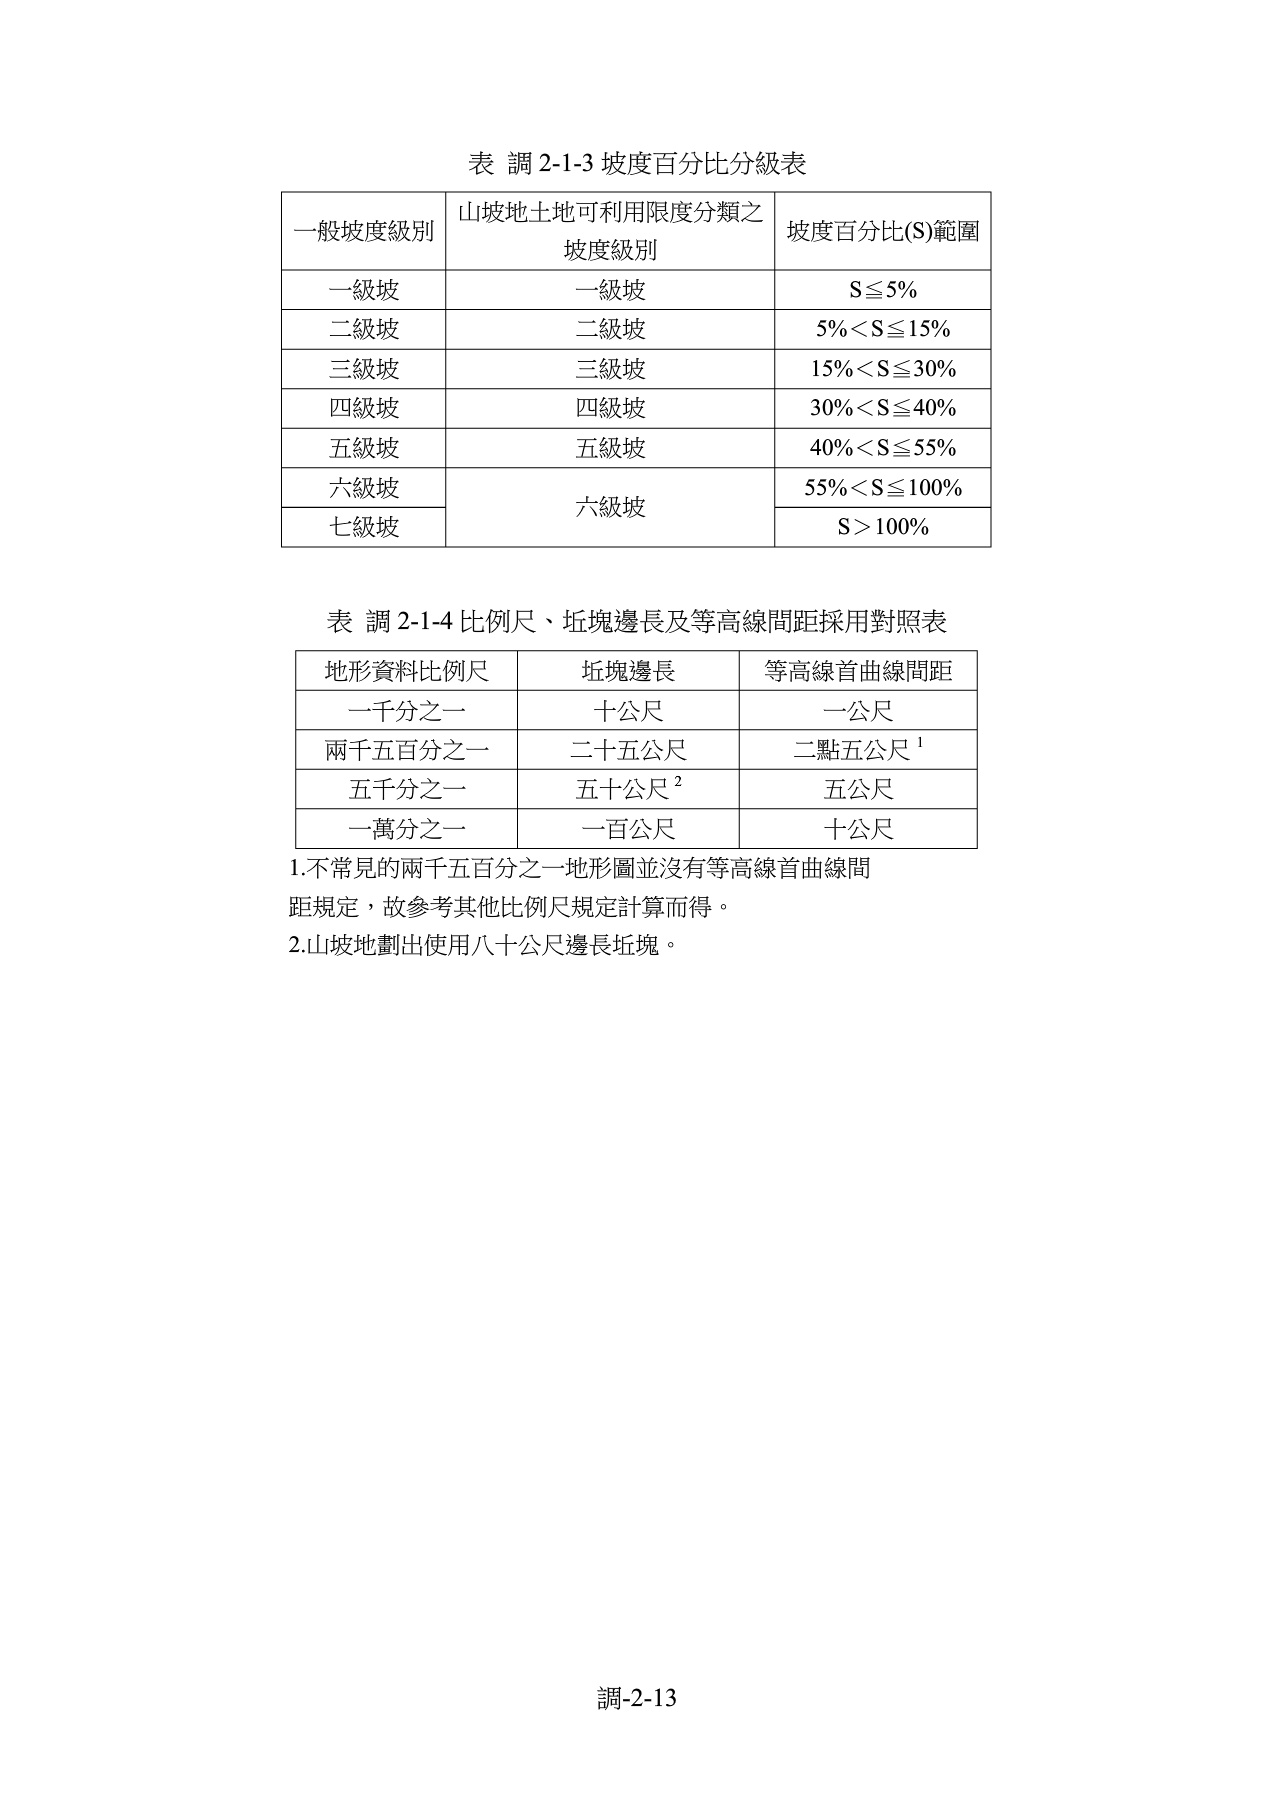 表 調 2-1-3 坡度百分比分級表
一般坡度級別 山坡地土地可利用限度分類之坡度級別 坡度百分比(S)範圍
一級坡 一級坡 S≦5%
二級坡 二級坡 5%＜S≦15%
三級坡 三級坡 15%＜S≦30%
四級坡 四級坡 30%＜S≦40%
五級坡 五級坡 40%＜S≦55%
六級坡 六級坡 55%＜S≦100%
七級坡 S＞100%
表 調 2-1-4 比例尺、坵塊邊長及等高線間距採用對照表
地形資料比例尺 坵塊邊長 等高線首曲線間距
一千分之一 十公尺 一公尺
兩千五百分之一 二十五公尺 二點五公尺 1
五千分之一 五十公尺 2 五公尺
一萬分之一 一百公尺 十公尺
1.不常見的兩千五百分之一地形圖並沒有等高線首曲線間
距規定，故參考其他比例尺規定計算而得。
2.山坡地劃出使用八十公尺邊長坵塊。
調-2-13